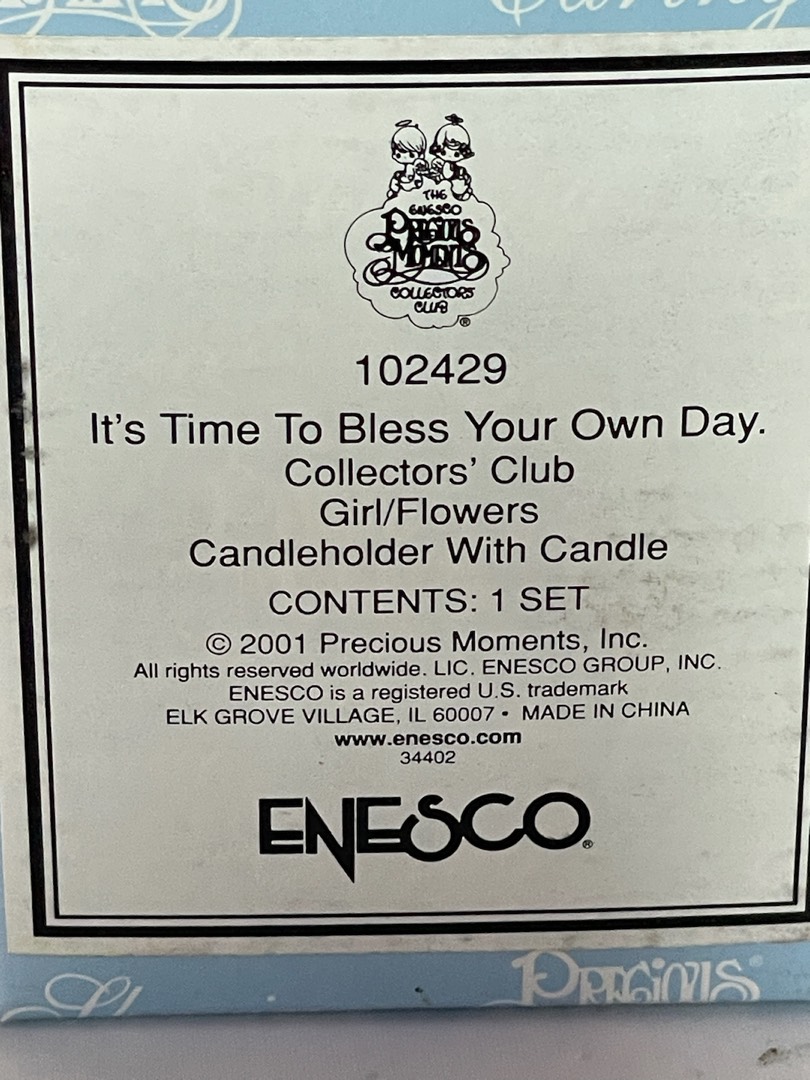 THE
ENESCO
PRECIOUS
MOMENTS
COLLECTORS'
CLUB
®
102429
It's Time To Bless Your Own Day.
Collectors' Club
Girl/Flowers
Candleholder With Candle
CONTENTS: 1 SET
© 2001 Precious Moments, Inc.
All rights reserved worldwide. LIC. ENESCO GROUP, INC.
ENESCO is a registered U.S. trademark
ELK GROVE VILLAGE, IL 60007 • MADE IN CHINA
www.enesco.com
34402
ENESCO®
PRECIOUS